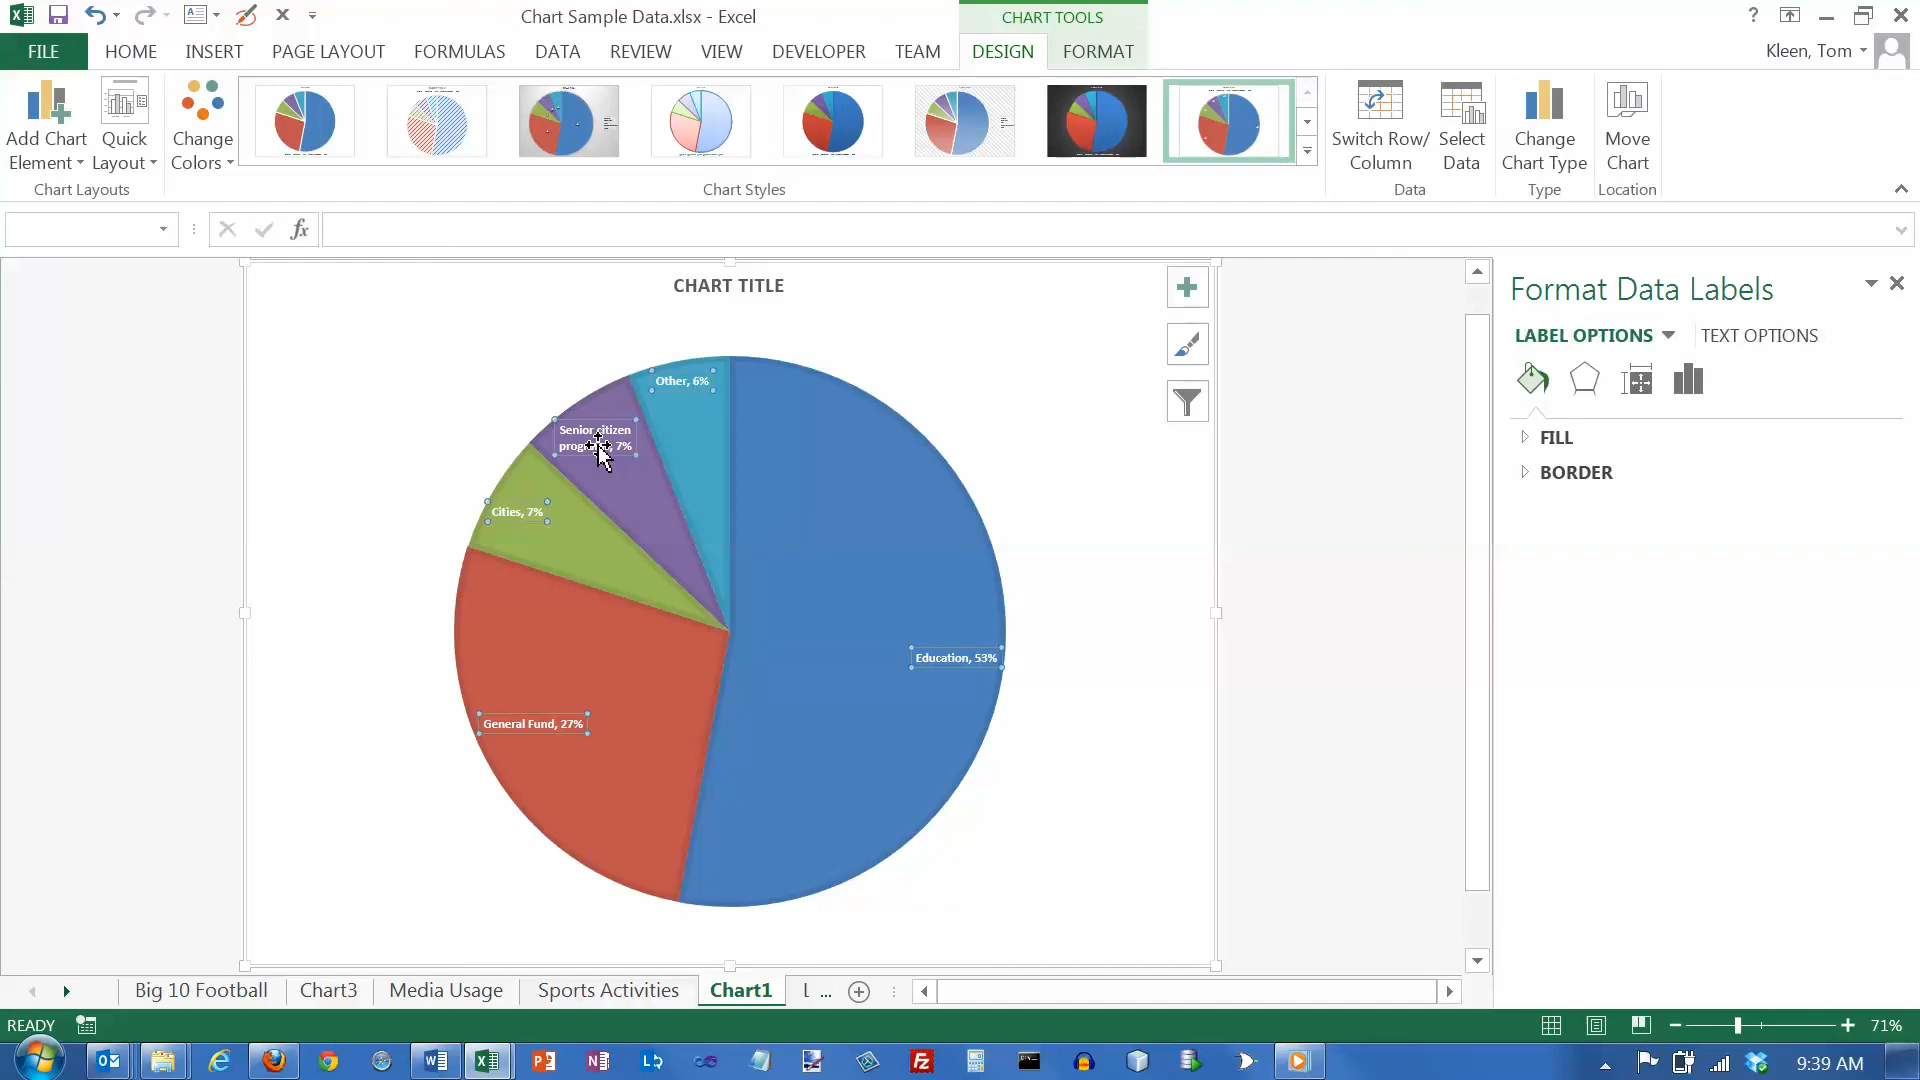 Chart Sample Data.xlsx - Excel
CHART TOOLS
?
FILE
HOME
INSERT
PAGE LAYOUT
FORMULAS
DATA
REVIEW
VIEW
DEVELOPER
TEAM
DESIGN
FORMAT
Kleen, Tom
Add Chart
Element
Quick
Layout
Change
Colors
Switch Row/
Column
Select
Data
Change
Chart Type
Move
Chart
Chart Layouts
Chart Styles
Data
Type
Location
fx
CHART TITLE
Other, 6%
Senior citizen
7%
Cities, 7%
Education, 53%
General Fund, 27%
Format Data Labels
LABEL OPTIONS
TEXT OPTIONS
FILL
BORDER
Big 10 Football
Chart3
Media Usage
Sports Activities
Chart1
...
READY
71%
9:39 AM